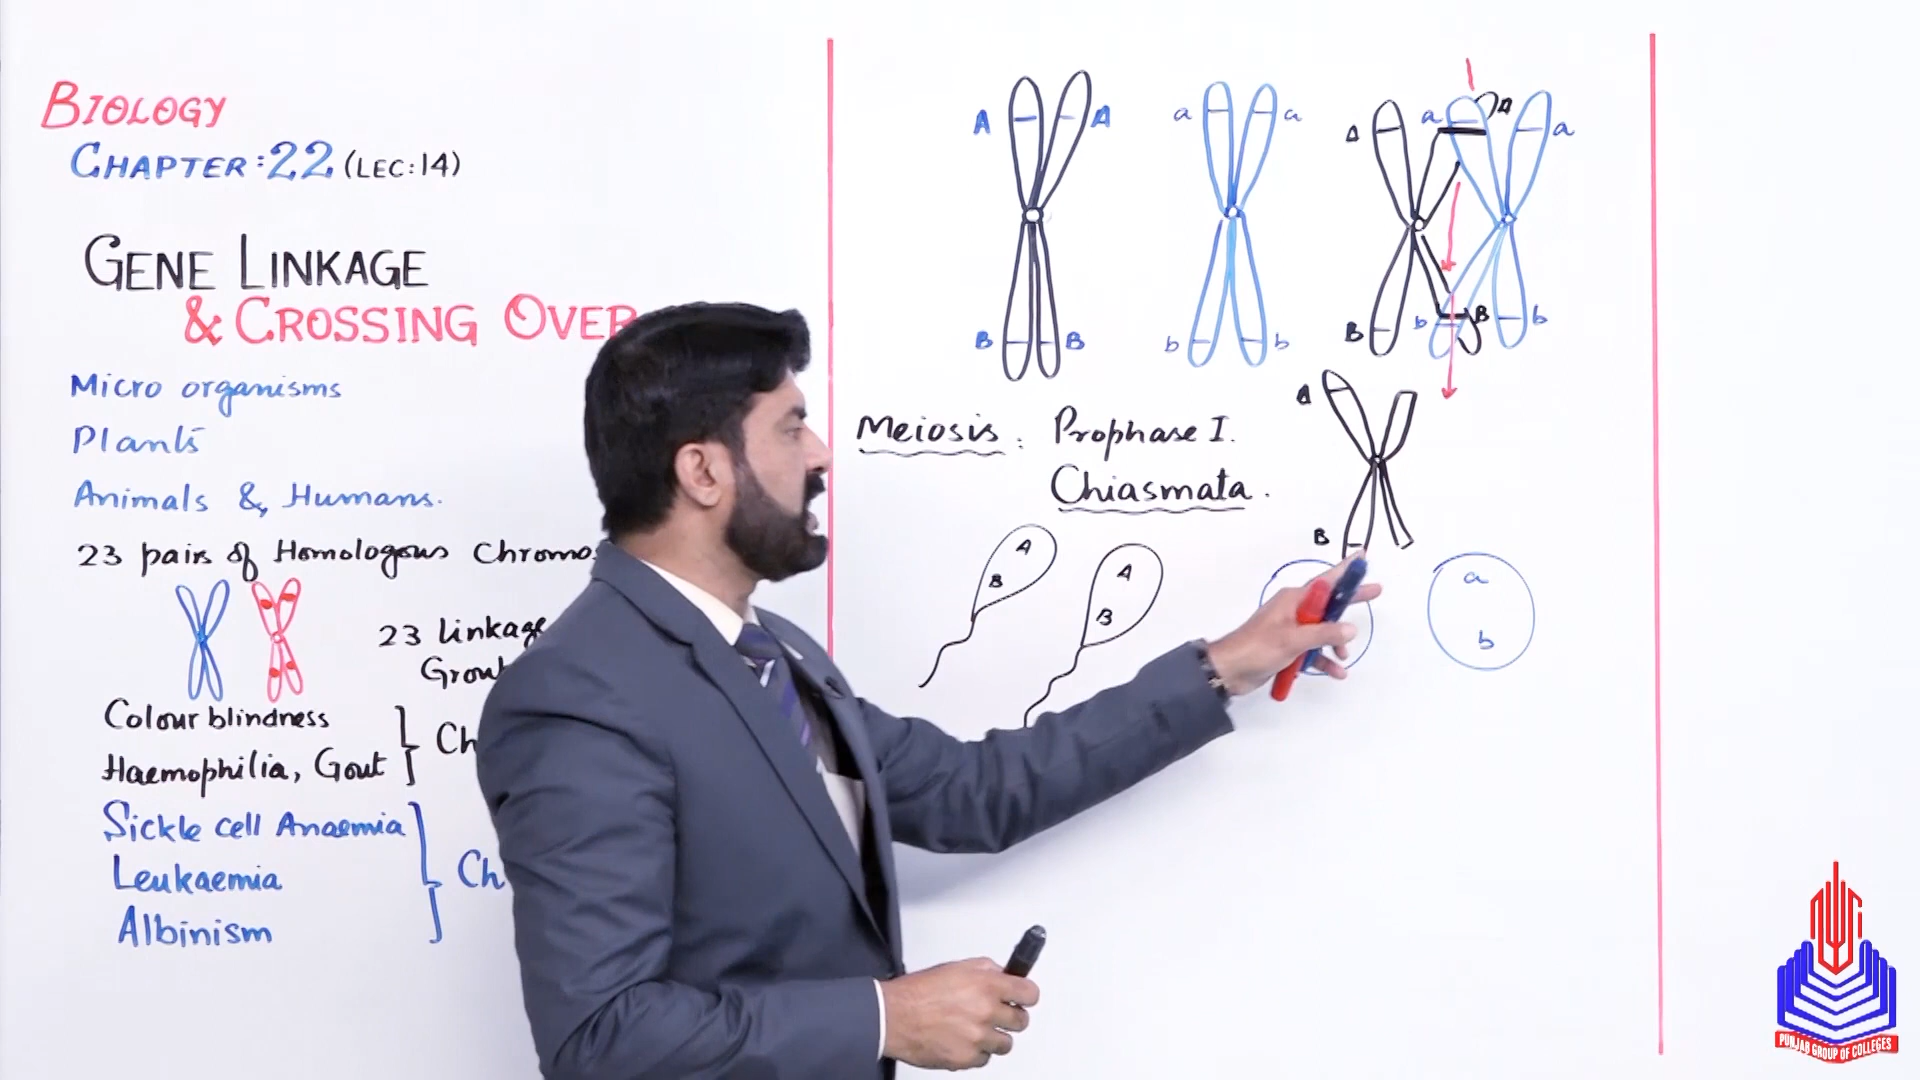 BIOLOGY
CHAPTER:22 (LEC:14)
GENE LINKAGE
& CROSSING OVER
Micro organisms
Plants
Animals & Humans.
23 pairs of Homologous Chromo
23 linkage
Grou
Colour blindness
Haemophilia, Gout } Ch
Sickle cell Anaemia
Leukaemia } Ch
Albinism
A A a a A a A a
B B b b B b B b
Meiosis: Prophase I.
Chiasmata.
A
B
A
B
A
B
a
b
PUNJAB GROUP OF COLLEGES